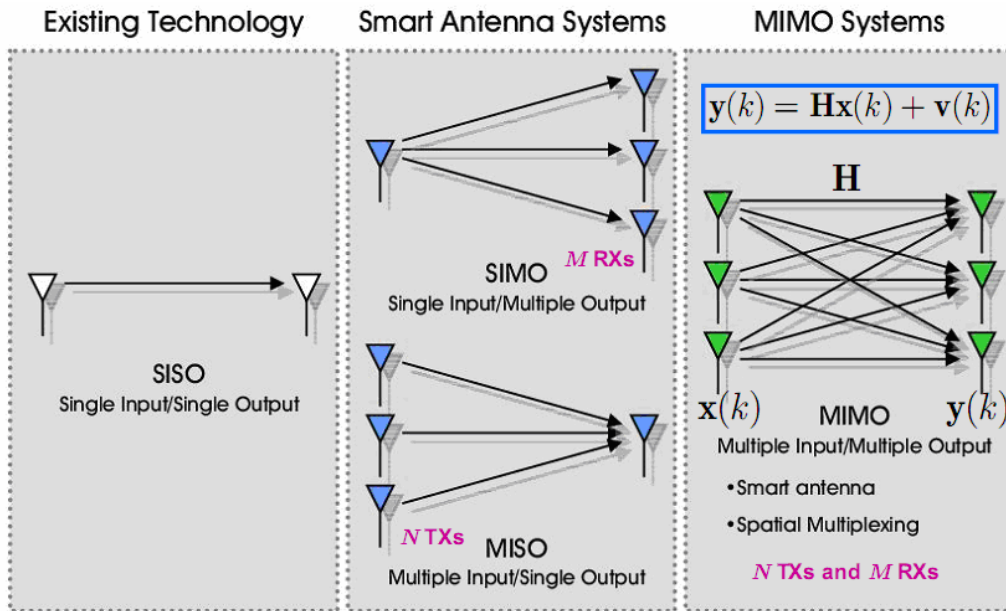 Existing Technology
SISO
Single Input/Single Output
Smart Antenna Systems
M RXs
SIMO
Single Input/Multiple Output
N TXs
MISO
Multiple Input/Single Output
MIMO Systems
y(k) = Hx(k) + v(k)
H
x(k)
y(k)
MIMO
Multiple Input/Multiple Output
•Smart antenna
•Spatial Multiplexing
N TXs and M RXs